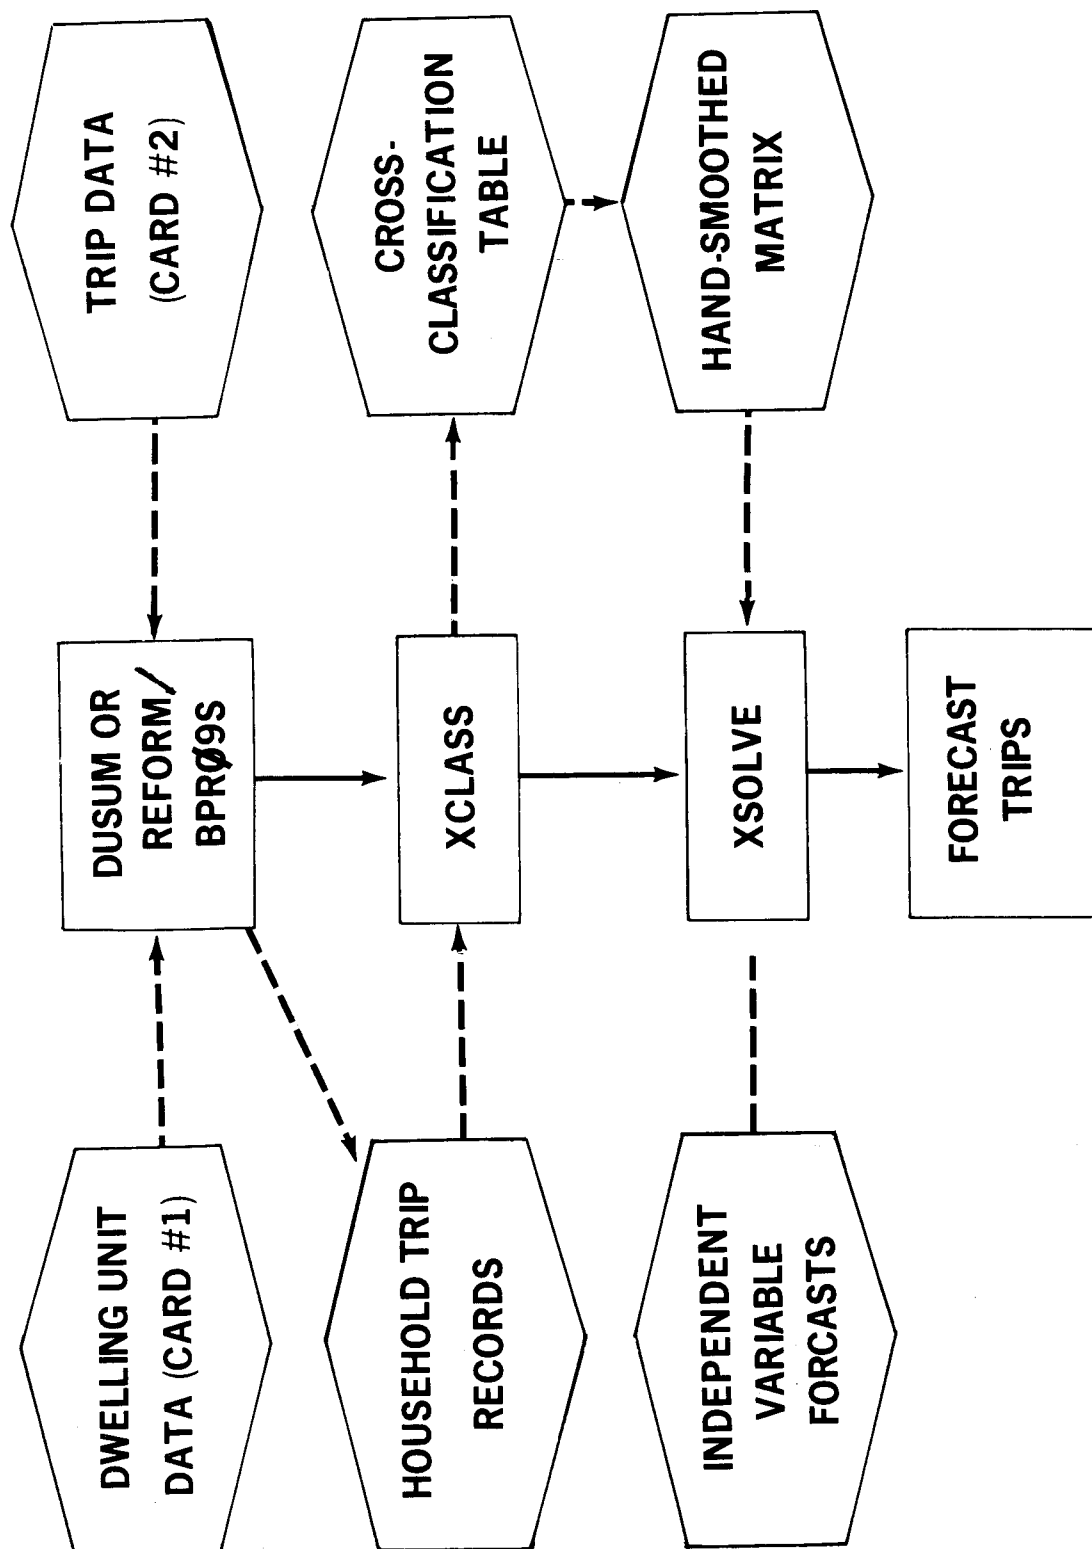 DWELLING UNIT
DATA (CARD #1)
DUSUM OR
REFORM/
BPRØ9S
TRIP DATA
(CARD #2)
HOUSEHOLD TRIP
RECORDS
XCLASS
CROSS-
CLASSIFICATION
TABLE
INDEPENDENT
VARIABLE
FORCASTS
XSOLVE
HAND-SMOOTHED
MATRIX
FORECAST
TRIPS